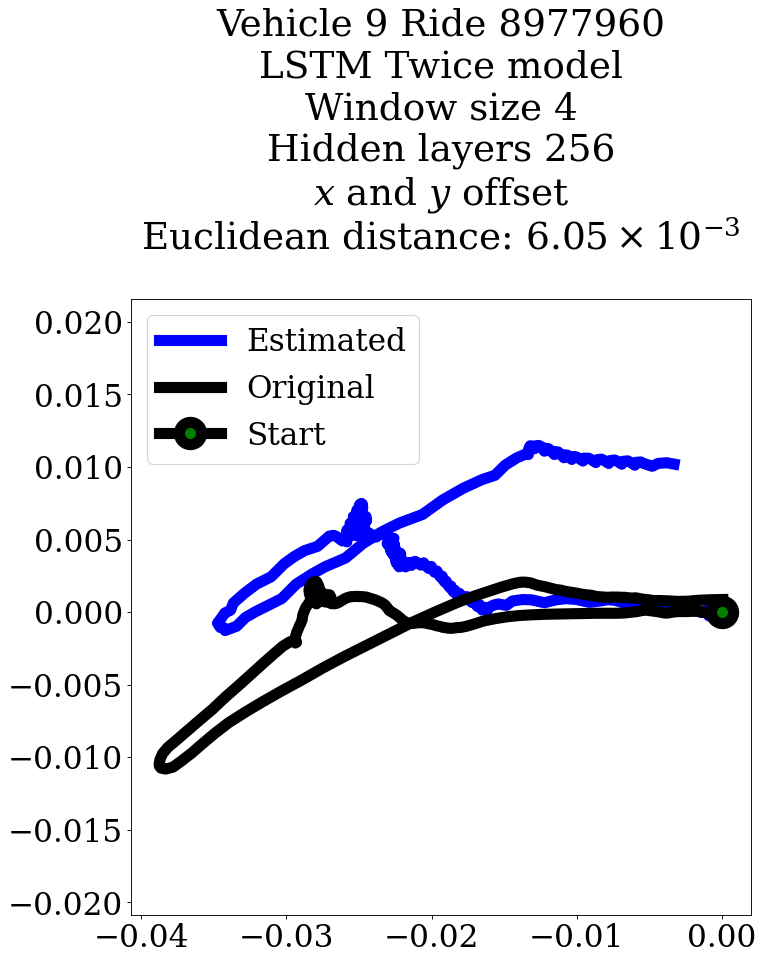 Vehicle 9 Ride 8977960
LSTM Twice model
Window size 4
Hidden layers 256
x and y offset
Euclidean distance: 6.05 × 10⁻³
Estimated
Original
Start
0.020
0.015
0.010
0.005
0.000
−0.005
−0.010
−0.015
−0.020
−0.04 −0.03 −0.02 −0.01 0.00